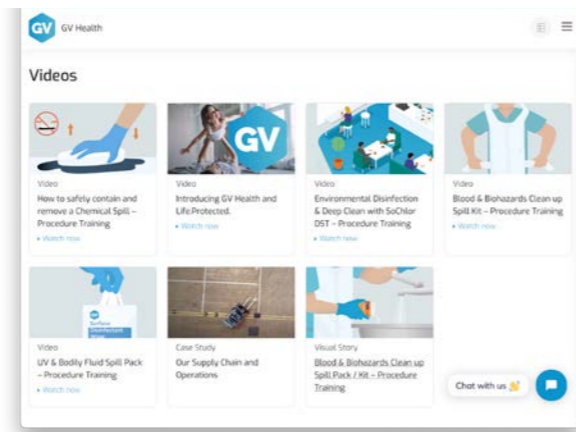 GV
GV Health
Videos
GV
Video
How to safely contain and
remove a Chemical Spill –
Procedure Training
Watch now
Video
Introducing GV Health and
Life.Protected.
Watch now
Video
Environmental Disinfection
& Deep Clean with SoChlor
DST – Procedure Training
Watch now
Video
Blood & Biohazards Clean up
Spill Kit – Procedure Training
Watch now
Surface
Disinfectant
Video
UV & Bodily Fluid Spill Pack
– Procedure Training
Watch now
Case Study
Our Supply Chain and
Operations
Visual Story
Blood & Biohazards Clean up
Spill Pack / Kit – Procedure
Training
Chat with us 👋